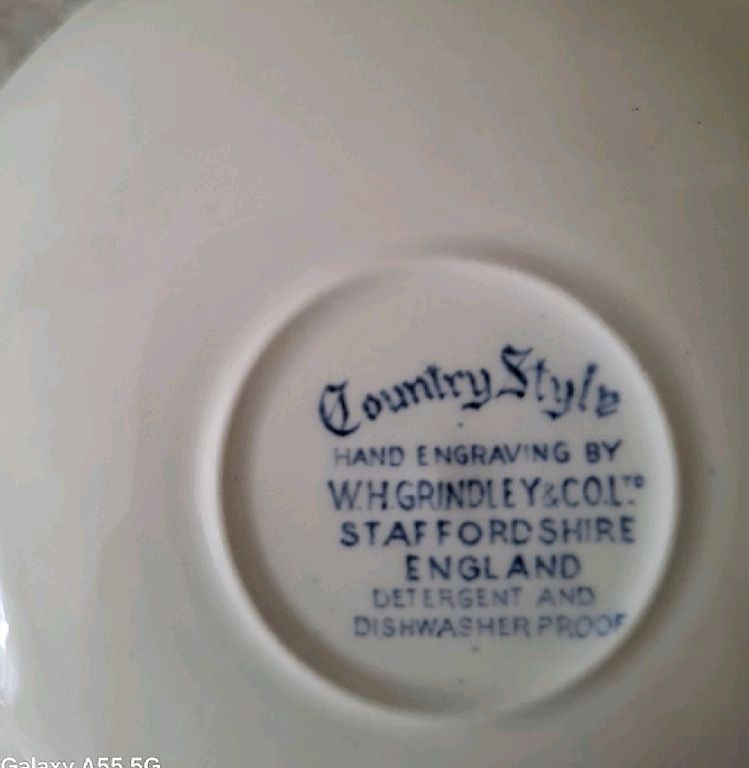 Country Style
HAND ENGRAVING BY
W.H.GRINDLEY & CO.LTD
STAFFORDSHIRE
ENGLAND
DETERGENT AND
DISHWASHER PROOF
Galaxy A55 5G